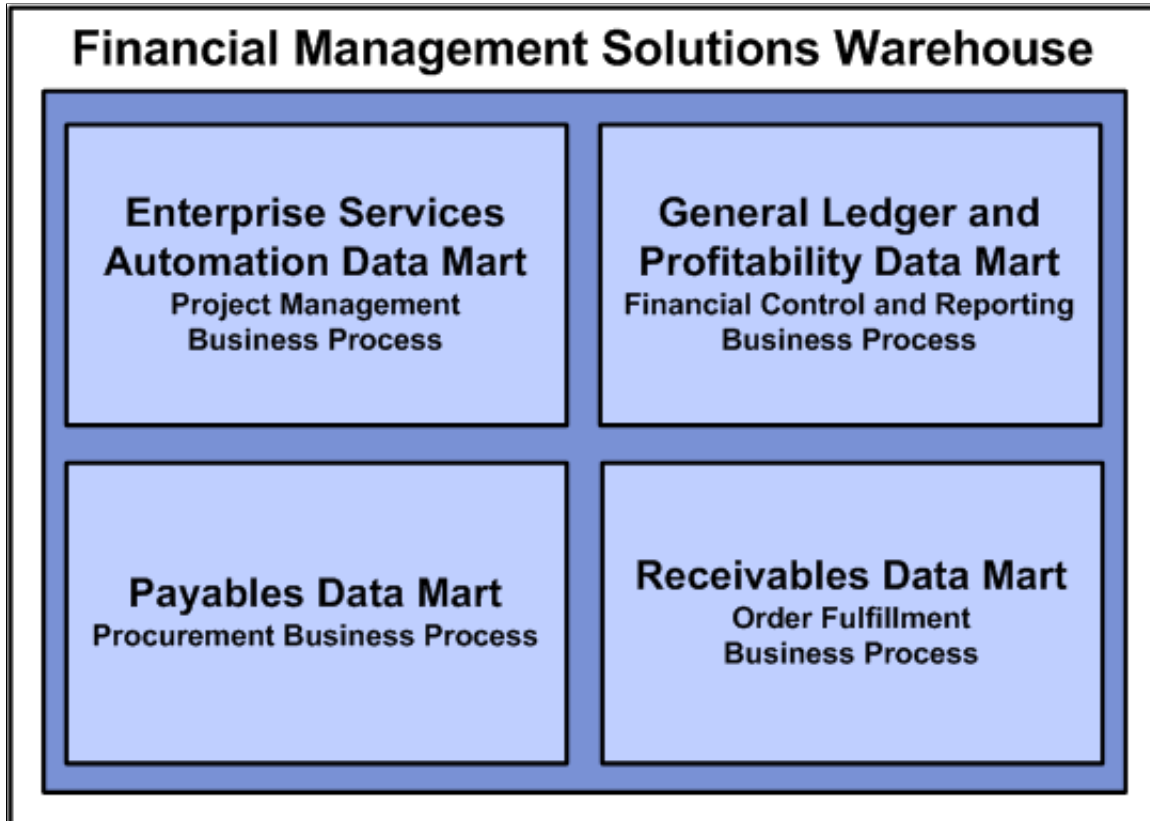 Financial Management Solutions Warehouse
Enterprise Services
Automation Data Mart
Project Management
Business Process
General Ledger and
Profitability Data Mart
Financial Control and Reporting
Business Process
Payables Data Mart
Procurement Business Process
Receivables Data Mart
Order Fulfillment
Business Process